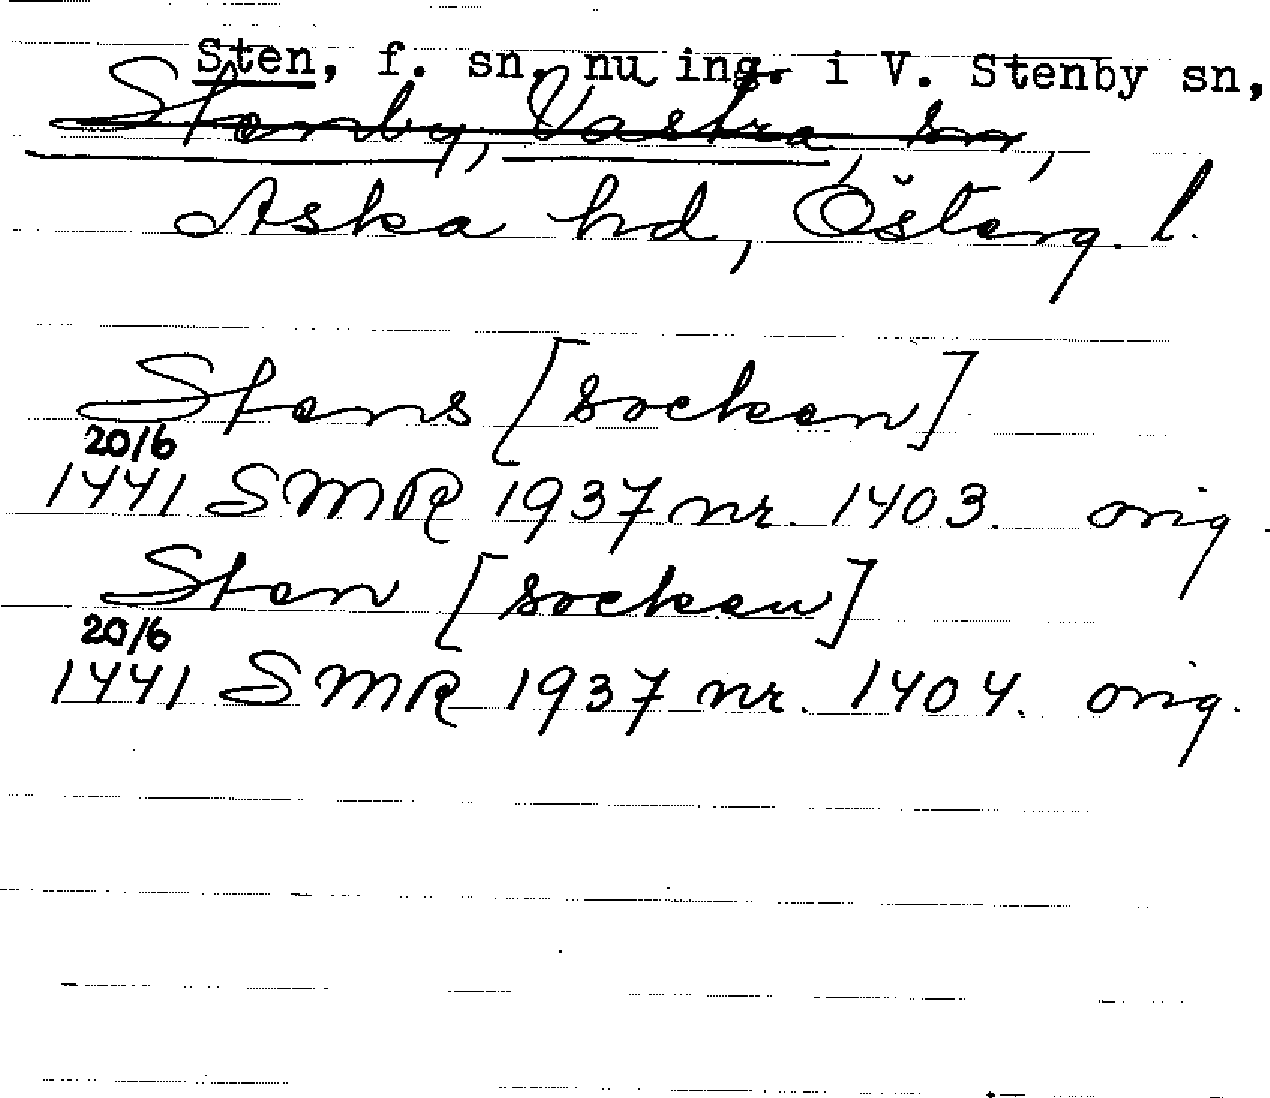 Sten, f. sn, nu ing. i V. Stenby sn,
Stenby, Västra, sn,
Aska hd, Österg. l.
Stens [socken]
20/6
1441 SMR 1937 nr. 1403. orig.
Sten [socken]
20/6
1441 SMR 1937 nr. 1404. orig.